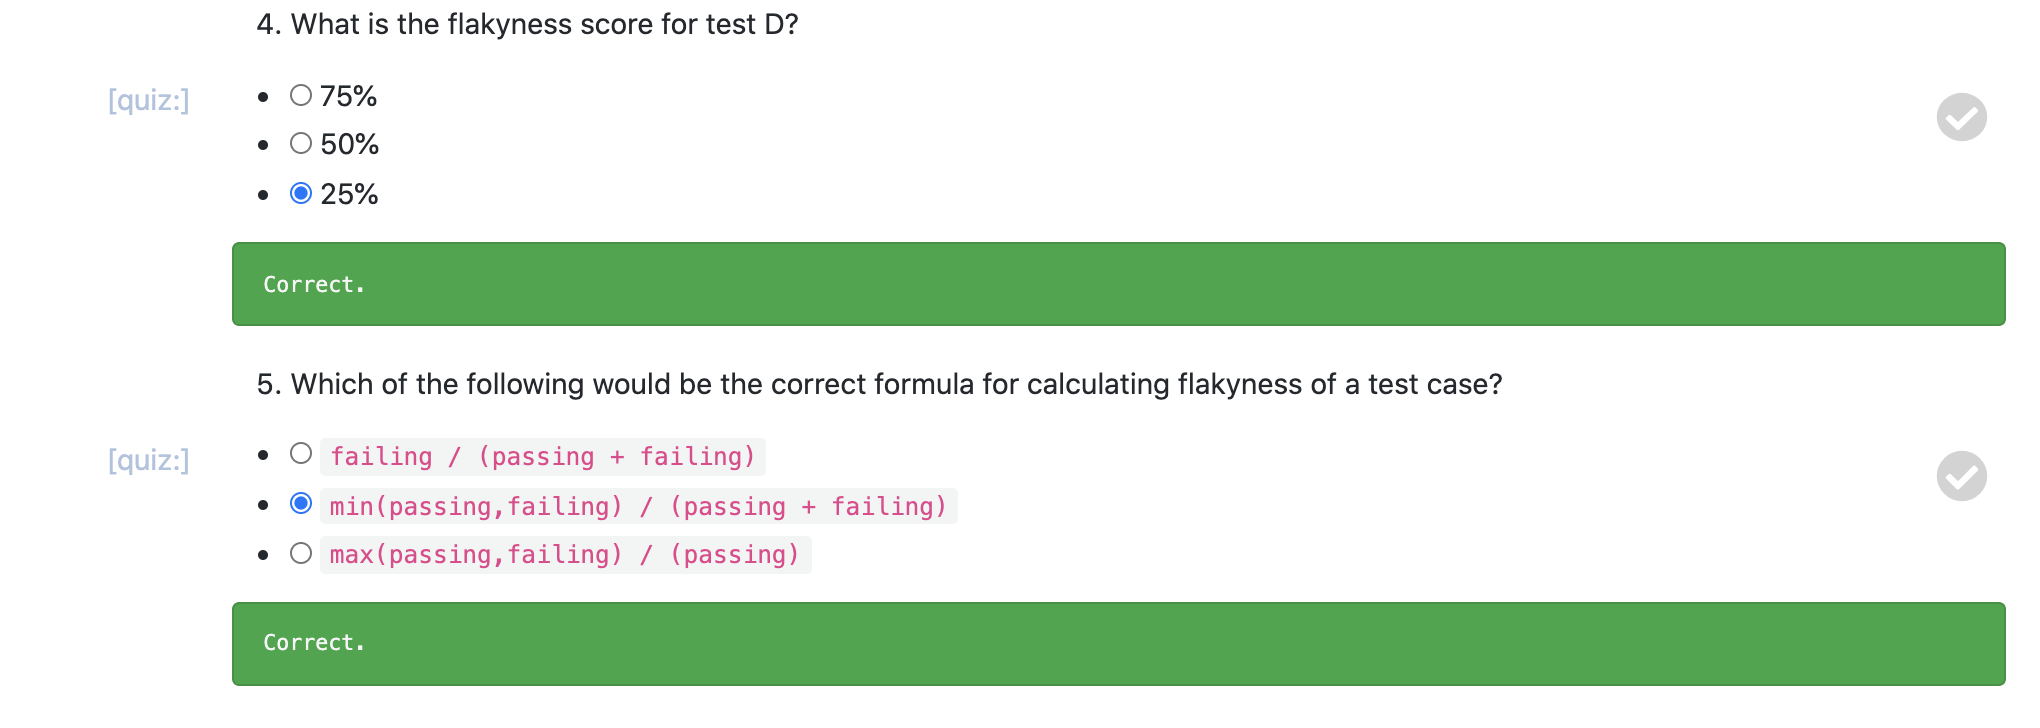 4. What is the flakyness score for test D?
[quiz:]
75%
50%
25%
Correct.
5. Which of the following would be the correct formula for calculating flakyness of a test case?
[quiz:]
failing / (passing + failing)
min(passing,failing) / (passing + failing)
max(passing,failing) / (passing)
Correct.